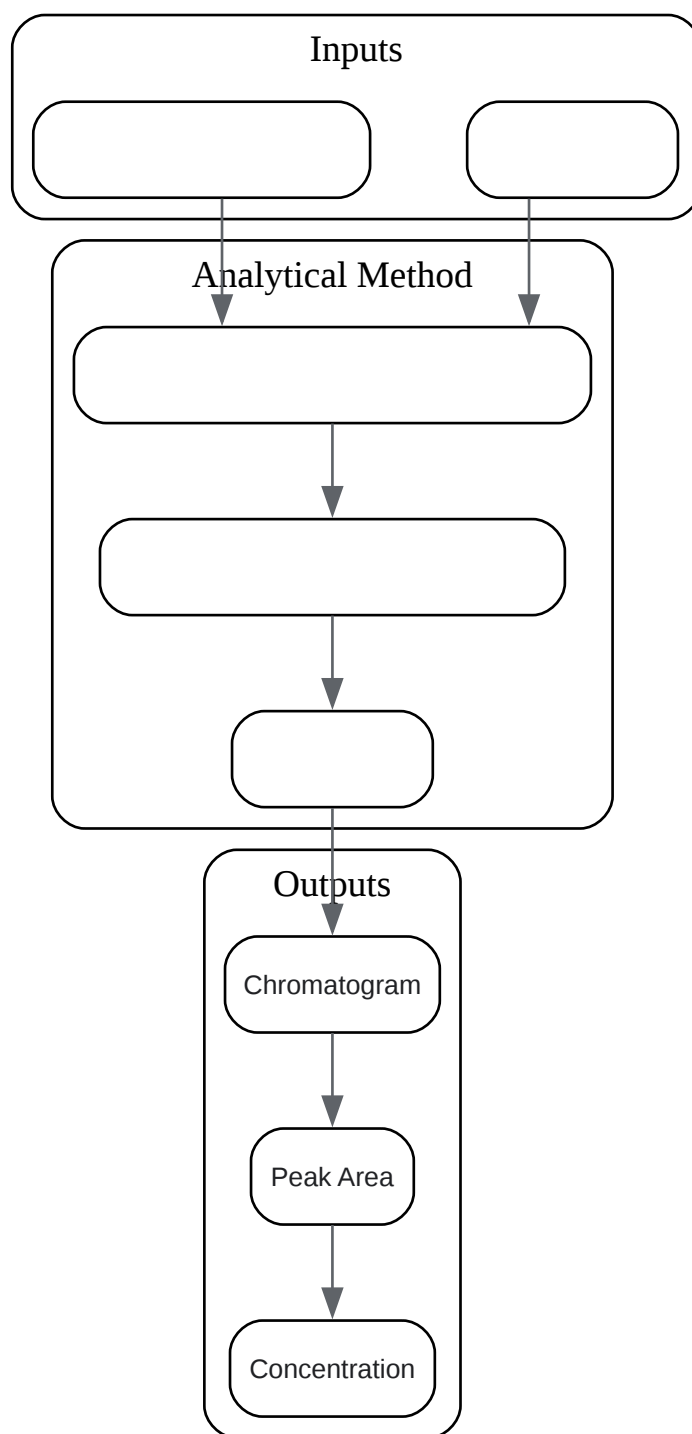 Inputs
Analytical Method
Outputs
Chromatogram
Peak Area
Concentration